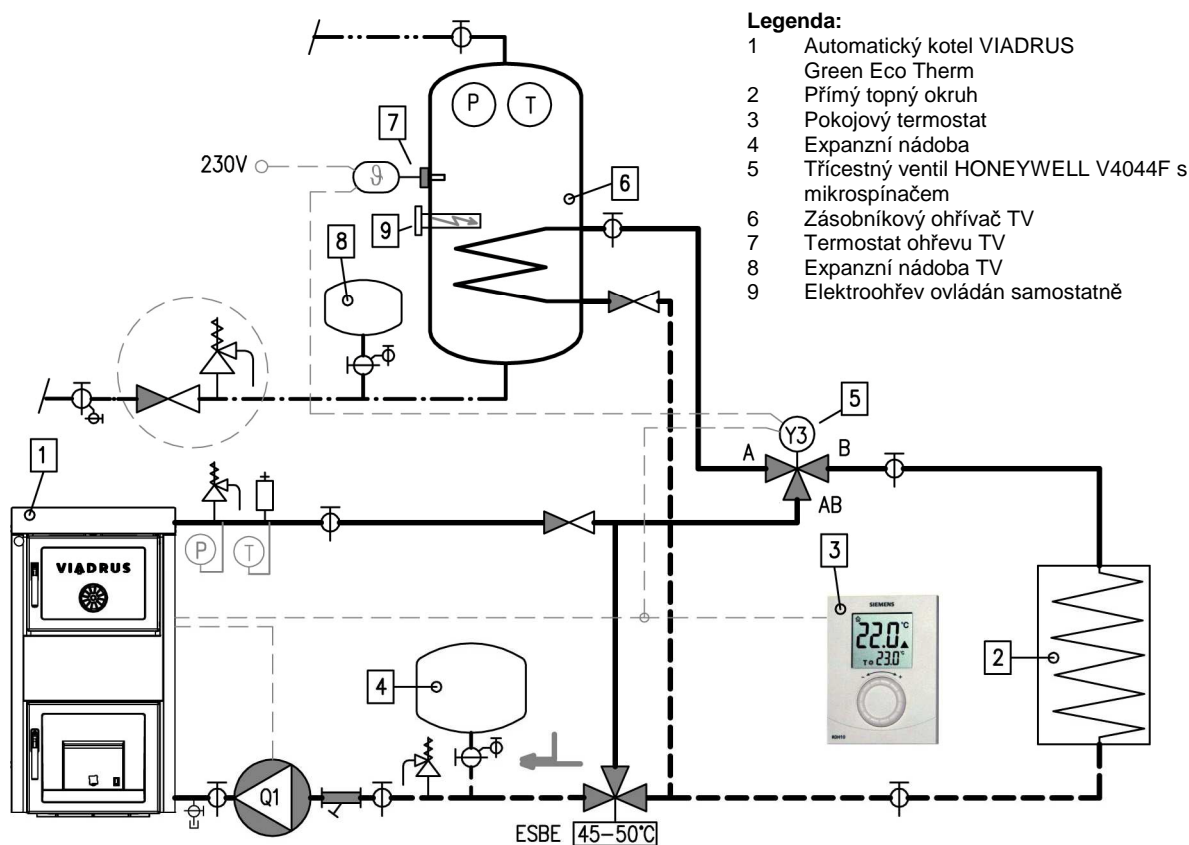 Legenda:
1 Automatický kotel VIADRUS
Green Eco Therm
2 Přímý topný okruh
3 Pokojový termostat
4 Expanzní nádoba
5 Třícestný ventil HONEYWELL V4044F s
mikrospínačem
6 Zásobníkový ohřívač TV
7 Termostat ohřevu TV
8 Expanzní nádoba TV
9 Elektroohřev ovládán samostatně
P
T
7
230V
ϑ
6
9
8
5
Y3
A
B
AB
1
P
T
VIADRUS
3
SIEMENS
22.0°C
23.0°
RDH10
2
4
Q1
ESBE 45-50°C